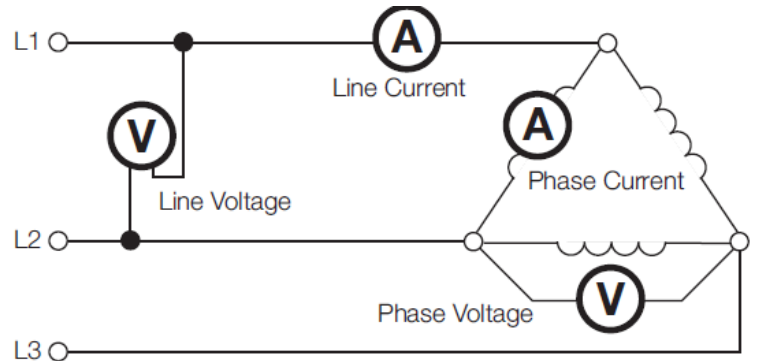 L1
A
Line Current
V
A
Phase Current
Line Voltage
L2
Phase Voltage
V
L3